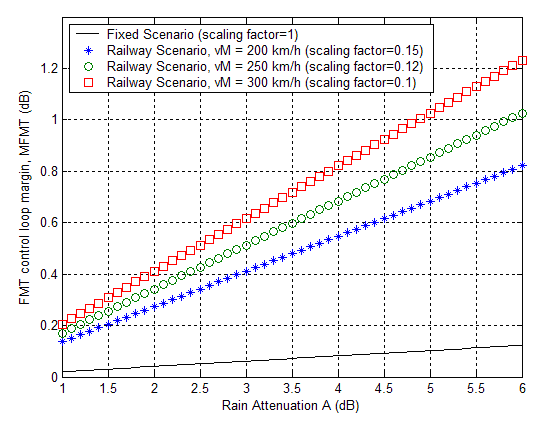 Fixed Scenario (scaling factor=1)
Railway Scenario, vM = 200 km/h (scaling factor=0.15)
Railway Scenario, vM = 250 km/h (scaling factor=0.12)
Railway Scenario, vM = 300 km/h (scaling factor=0.1)
FMT control loop margin, MFMT (dB)
1.2
1
0.8
0.6
0.4
0.2
0
1 1.5 2 2.5 3 3.5 4 4.5 5 5.5 6
Rain Attenuation A (dB)